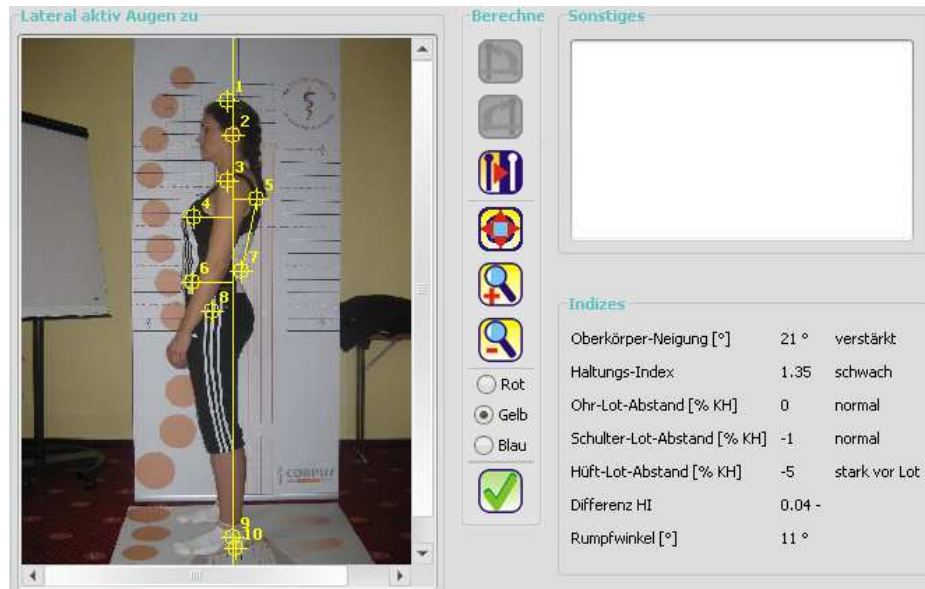 Lateral aktiv Augen zu
1
2
3
5
4
7
6
8
CORPUS
9
10
Berechne
Rot
Gelb
Blau
Sonstiges
Indizes
Oberkörper-Neigung [°] 21 ° verstärkt
Haltungs-Index 1.35 schwach
Ohr-Lot-Abstand [% KH] 0 normal
Schulter-Lot-Abstand [% KH] -1 normal
Hüft-Lot-Abstand [% KH] -5 stark vor Lot
Differenz HI 0.04 -
Rumpfwinkel [°] 11 °